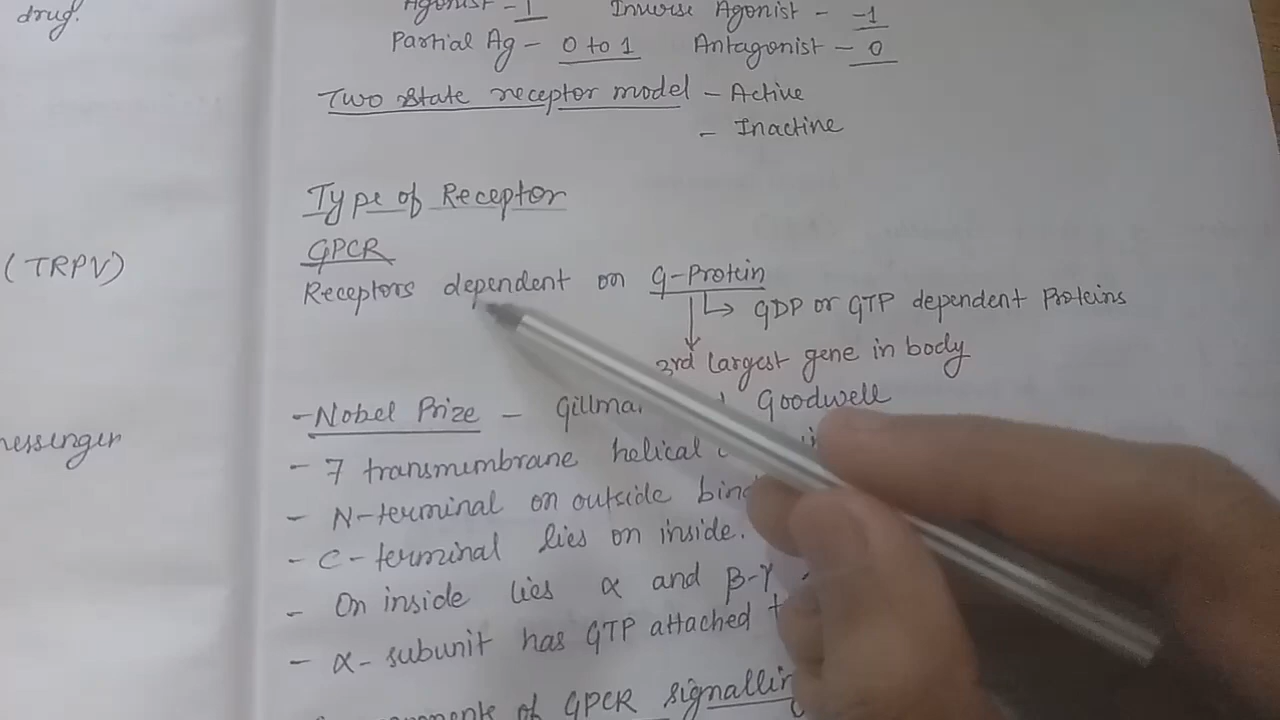 drug.
Agonist - 1 Inverse Agonist - -1
Partial Ag - 0 to 1 Antagonist - 0
Two state receptor model - Active
- Inactine
Type of Receptor
GPCR
(TRPV)
Receptors dependent on G-Protein
GDP or GTP dependent Proteins
3rd largest gene in body
- Nobel Prize - Goodwell
messenger
- 7 transmembrane helical
- N-terminal on outside
- C-terminal lies on inside.
- On inside lies α and β-γ
- α-subunit has GTP attached
of GPCR signalling